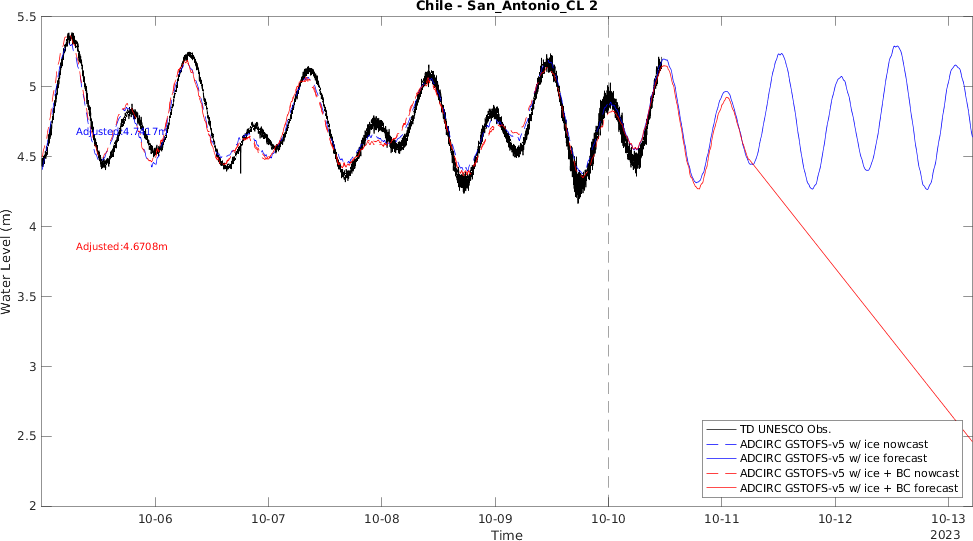 Chile - San_Antonio_CL 2
5.5
5
4.5
4
3.5
3
2.5
2
Water Level (m)
Adjusted:4.6708m
TD UNESCO Obs.
ADCIRC GSTOFS-v5 w/ ice nowcast
ADCIRC GSTOFS-v5 w/ ice forecast
ADCIRC GSTOFS-v5 w/ ice + BC nowcast
ADCIRC GSTOFS-v5 w/ ice + BC forecast
10-06
10-07
10-08
10-09
10-10
10-11
10-12
10-13
2023
Time